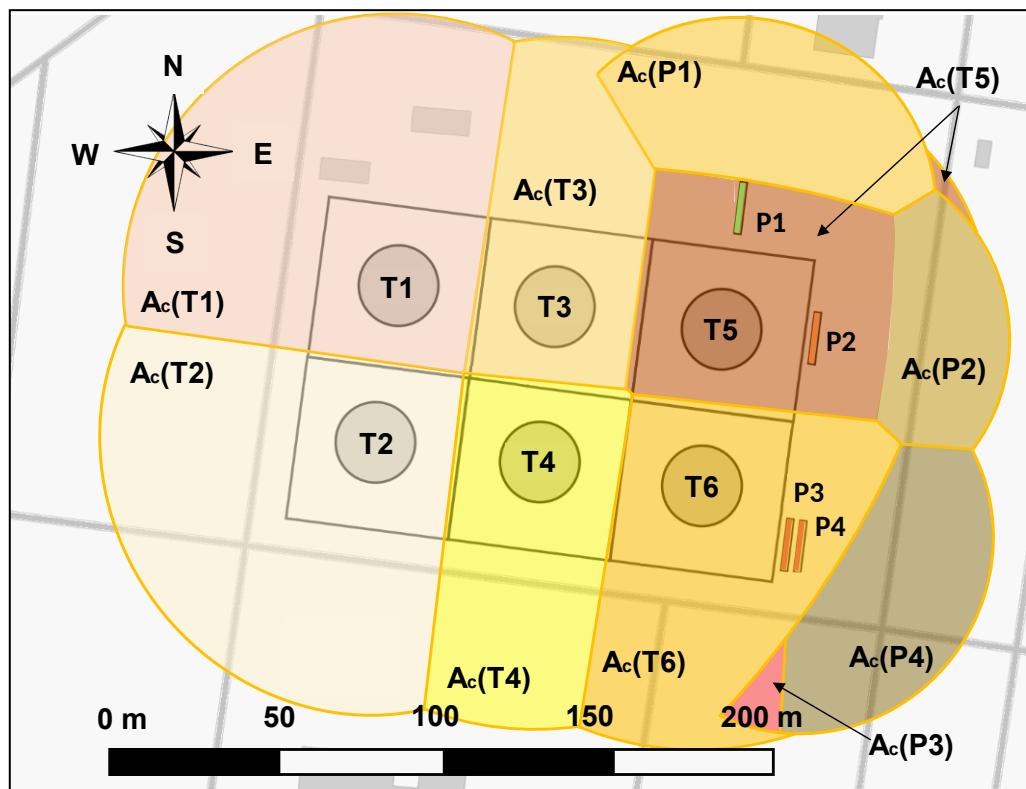 N
Ac(P1)
Ac(T5)
W E
Ac(T3)
P1
S
T1
T3
Ac(T1)
T5
P2
Ac(T2)
Ac(P2)
T2
T4
T6
P3
P4
Ac(T6)
Ac(P4)
Ac(T4)
0 m 50 100 150 200 m
Ac(P3)